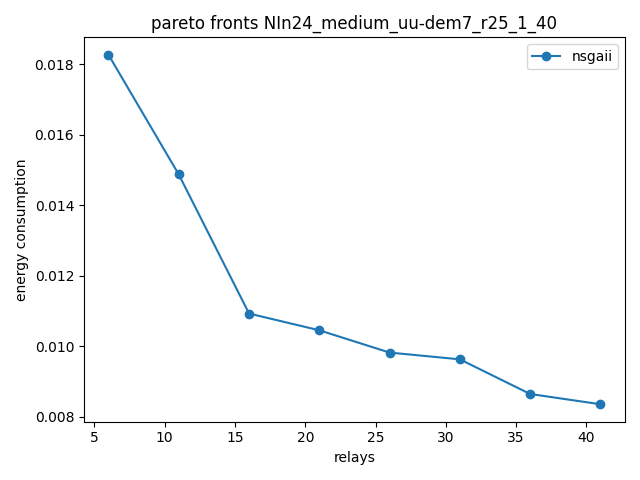 pareto fronts NIn24_medium_uu-dem7_r25_1_40
nsgaii
energy consumption
0.018
0.016
0.014
0.012
0.010
0.008
5 10 15 20 25 30 35 40
relays